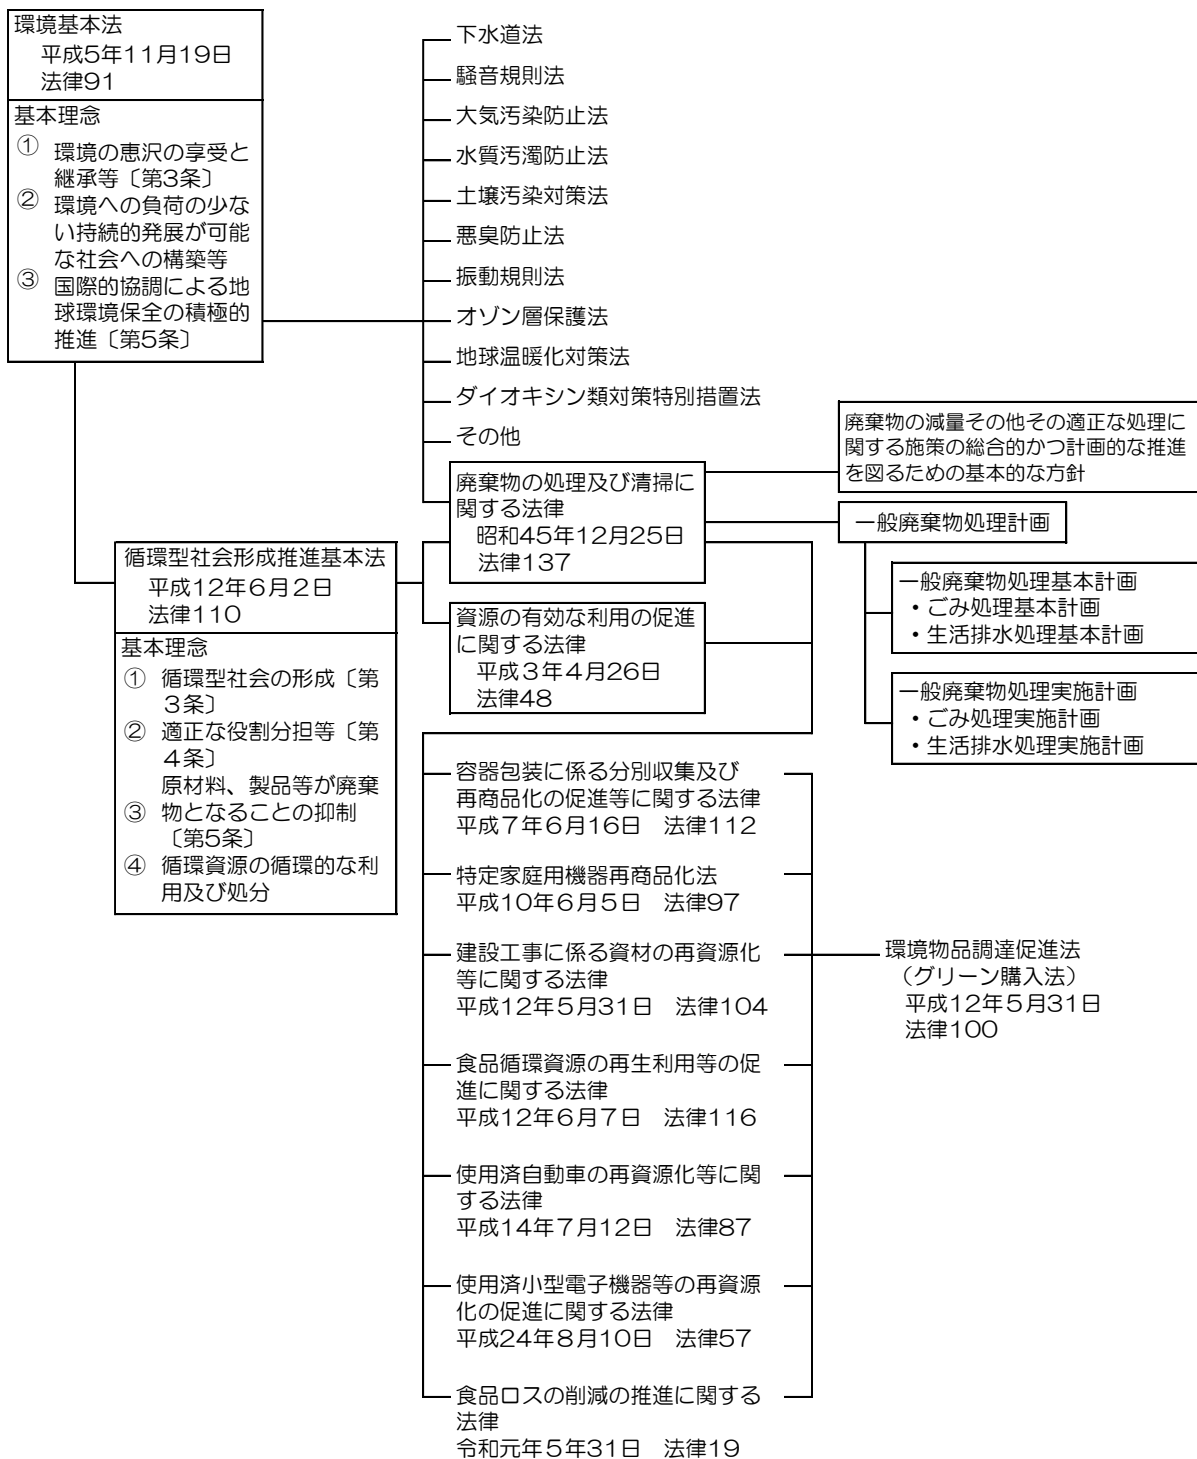 環境基本法
平成5年11月19日
法律91
基本理念
① 環境の恵沢の享受と
継承等〔第3条〕
② 環境への負荷の少な
い持続的発展が可能
な社会への構築等
③ 国際的協調による地
球環境保全の積極的
推進〔第5条〕
下水道法
騒音規則法
大気汚染防止法
水質汚濁防止法
土壌汚染対策法
悪臭防止法
振動規則法
オゾン層保護法
地球温暖化対策法
ダイオキシン類対策特別措置法
その他
廃棄物の処理及び清掃に
関する法律
昭和45年12月25日
法律137
廃棄物の減量その他その適正な処理に
関する施策の総合的かつ計画的な推進
を図るための基本的な方針
一般廃棄物処理計画
一般廃棄物処理基本計画
・ごみ処理基本計画
・生活排水処理基本計画
一般廃棄物処理実施計画
・ごみ処理実施計画
・生活排水処理実施計画
循環型社会形成推進基本法
平成12年6月2日
法律110
基本理念
① 循環型社会の形成〔第
3条〕
② 適正な役割分担等〔第
4条〕
原材料、製品等が廃棄
③ 物となることの抑制
〔第5条〕
④ 循環資源の循環的な利
用及び処分
資源の有効な利用の促進
に関する法律
平成3年4月26日
法律48
容器包装に係る分別収集及び
再商品化の促進等に関する法律
平成7年6月16日 法律112
特定家庭用機器再商品化法
平成10年6月5日 法律97
建設工事に係る資材の再資源化
等に関する法律
平成12年5月31日 法律104
食品循環資源の再生利用等の促
進に関する法律
平成12年6月7日 法律116
使用済自動車の再資源化等に関
する法律
平成14年7月12日 法律87
使用済小型電子機器等の再資源
化の促進に関する法律
平成24年8月10日 法律57
食品ロスの削減の推進に関する
法律
令和元年5年31日 法律19
環境物品調達促進法
（グリーン購入法）
平成12年5月31日
法律100